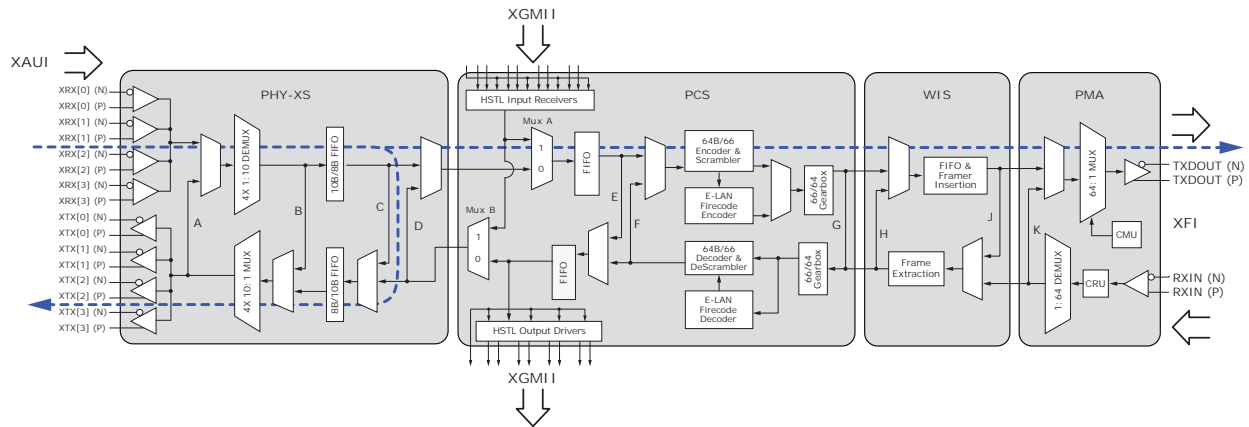 XGMII
XAUI
PHY-XS
PCS
WIS
PMA
XRX[0] (N)
XRX[0] (P)
XRX[1] (N)
XRX[1] (P)
XRX[2] (N)
XRX[2] (P)
XRX[3] (N)
XRX[3] (P)
XTX[0] (N)
XTX[0] (P)
XTX[1] (N)
XTX[1] (P)
XTX[2] (N)
XTX[2] (P)
XTX[3] (N)
XTX[3] (P)
A
4X 1:10 DEMUX
4X 10:1 MUX
B
10B/8B FIFO
8B/10B FIFO
C
D
HSTL Input Receivers
Mux A
1
0
Mux B
1
0
FIFO
FIFO
HSTL Output Drivers
E
F
64B/66
Encoder &
Scrambler
E-LAN
Firecode
Encoder
64B/66
Decoder &
DeScrambler
E-LAN
Firecode
Decoder
66/64
Gearbox
66/64
Gearbox
G
H
FIFO &
Framer
Insertion
Frame
Extraction
J
K
64:1 MUX
1:64 DEMUX
CMU
CRU
TXDOUT (N)
TXDOUT (P)
XFI
RXIN (N)
RXIN (P)
XGMII